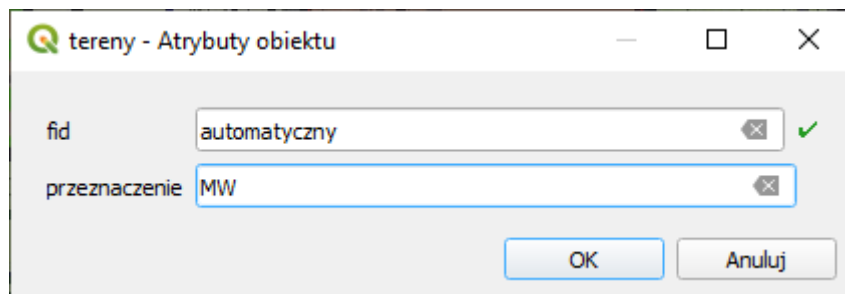 tereny - Atrybuty obiektu
fid automatyczny
przeznaczenie MW
OK Anuluj